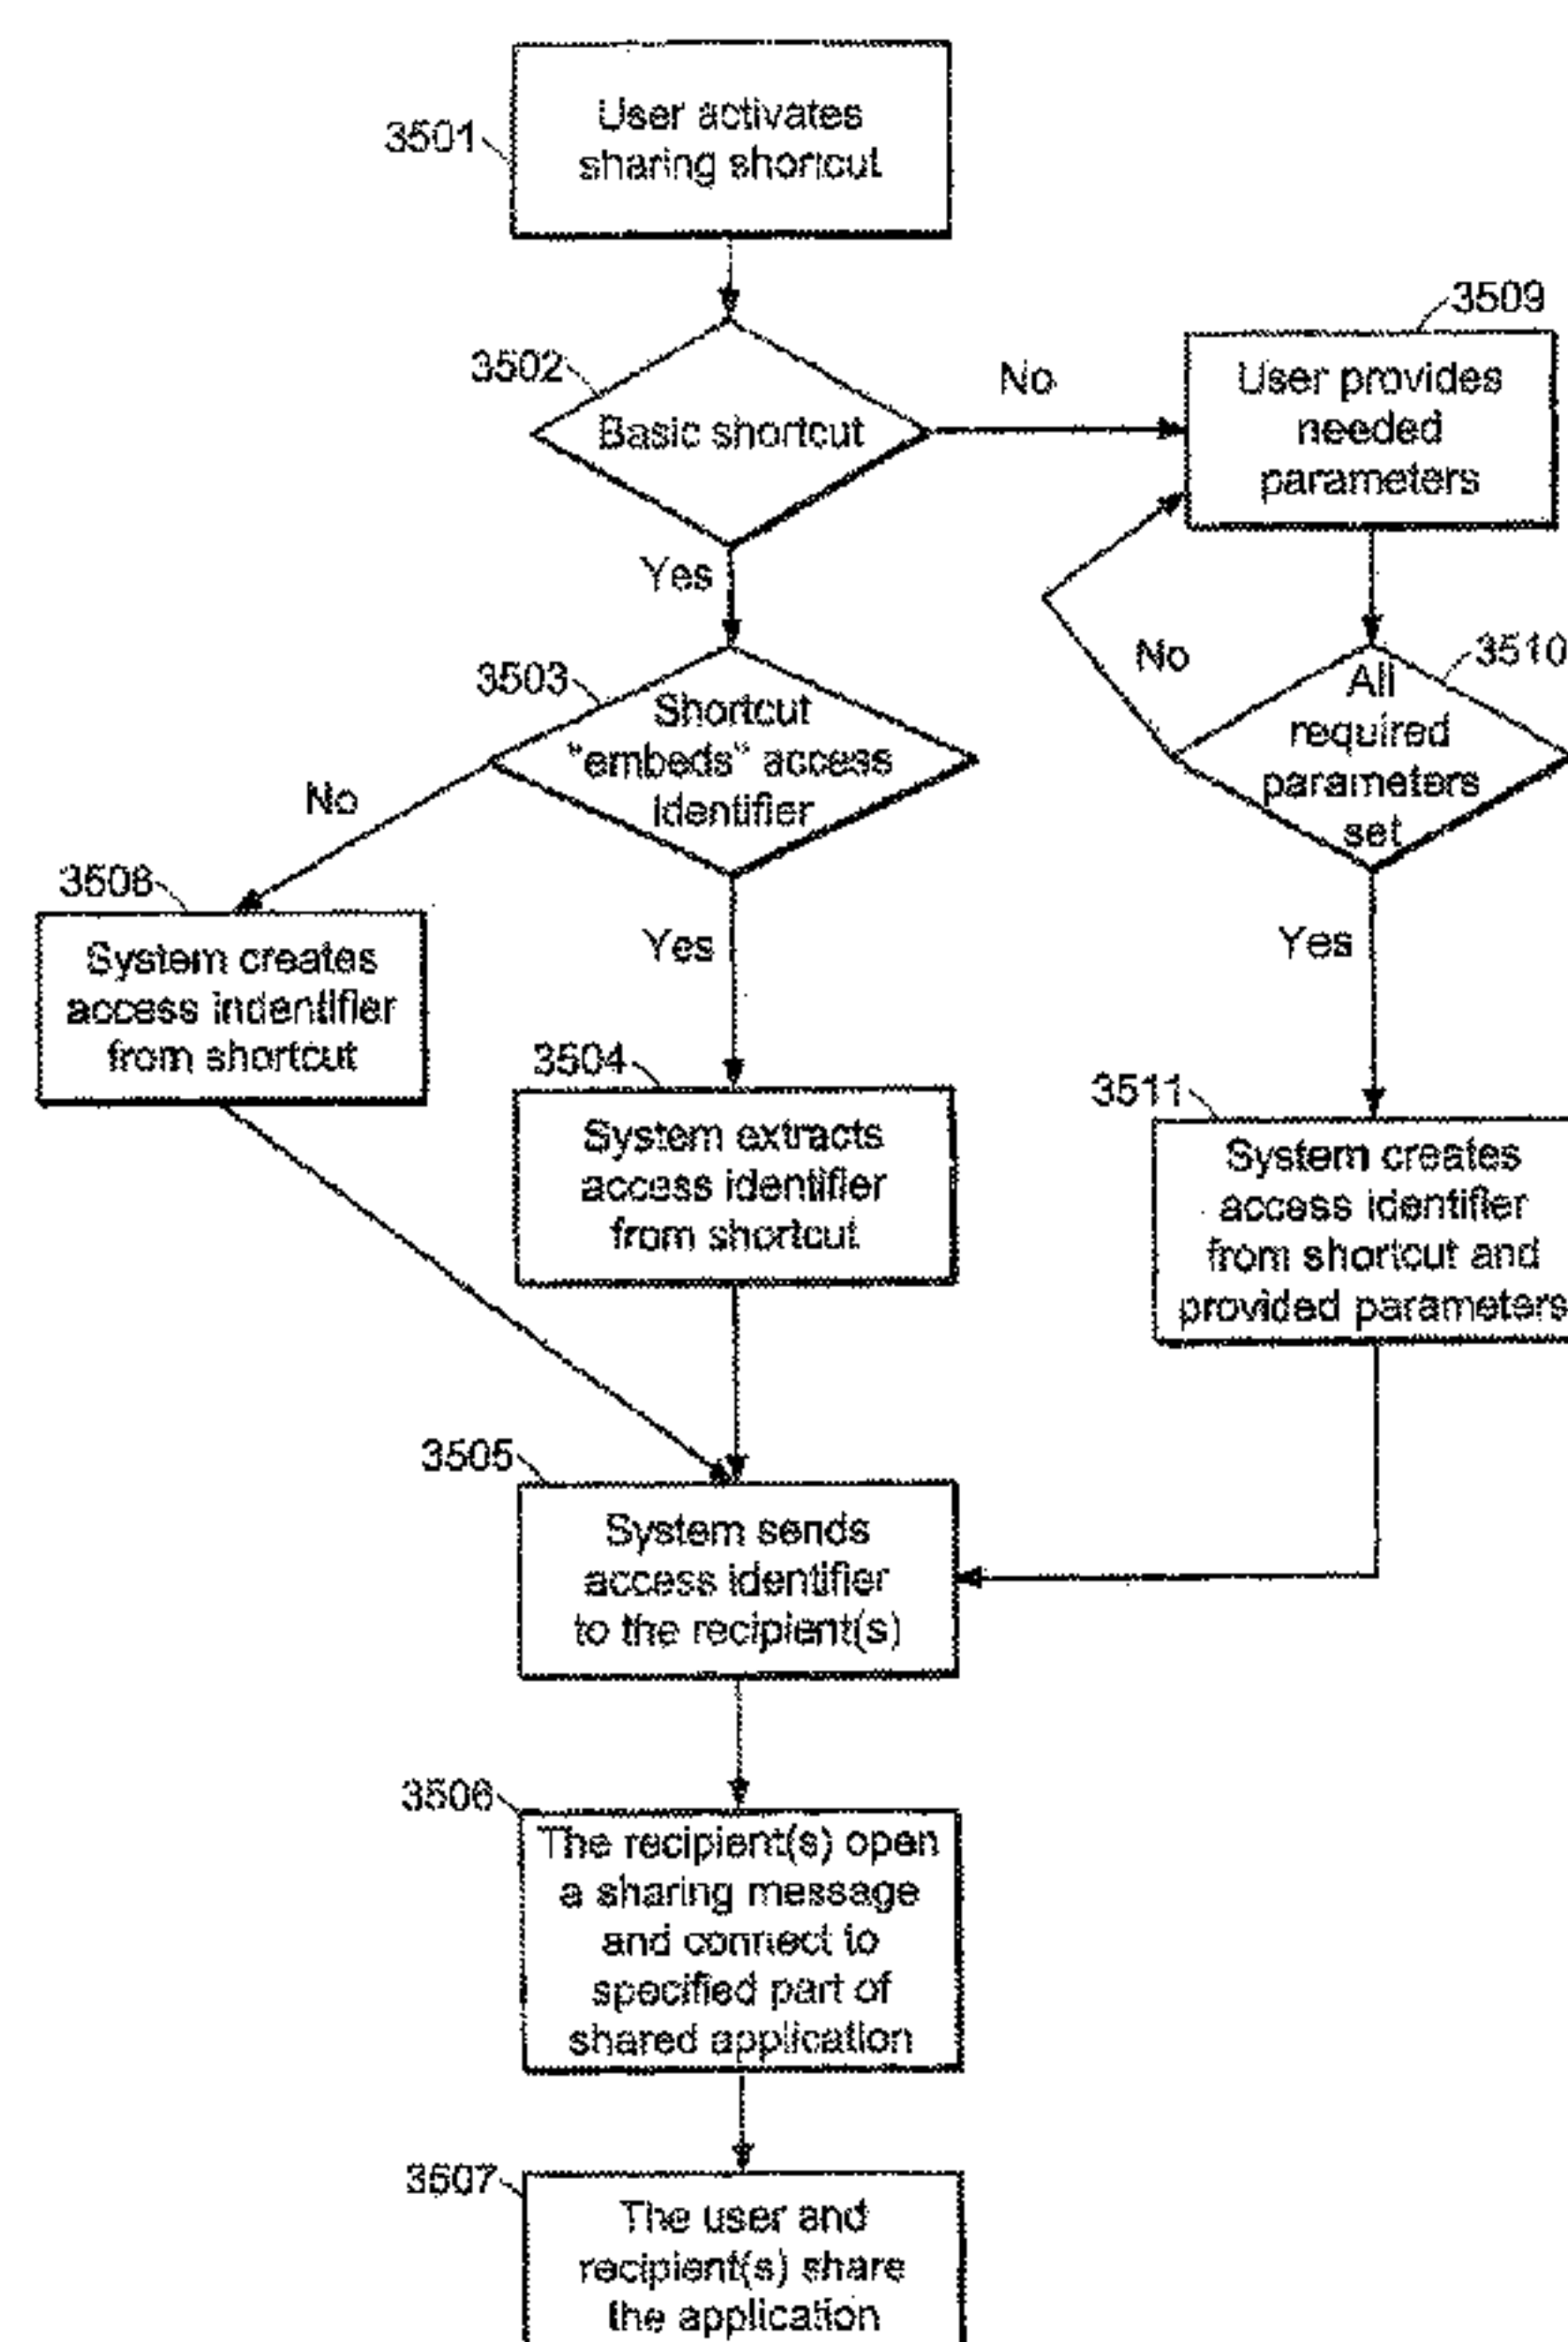 3501
User activates
sharing shortcut
3502
Basic shortcut
No
3509
User provides
needed
parameters
Yes
3503
Shortcut
"embeds" access
identifier
No
3510
All
required
parameters
set
No
Yes
Yes
3508
System creates
access indentifier
from shortcut
3504
System extracts
access identifier
from shortcut
3511
System creates
access identifier
from shortcut and
provided parameters
3505
System sends
access identifier
to the recipient(s)
3506
The recipient(s) open
a sharing message
and connect to
specified part of
shared application
3507
The user and
recipient(s) share
the application